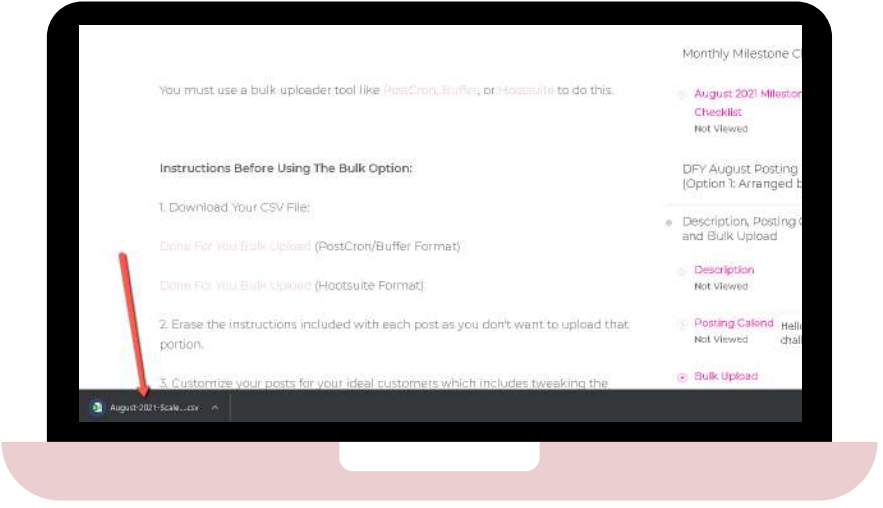 You must use a bulk uploader tool like PostCron, Buffer, or Hootsuite to do this.
Instructions Before Using The Bulk Option:
1. Download Your CSV File:
Done For You Bulk Upload (PostCron/Buffer Format)
Done For You Bulk Upload (Hootsuite Format)
2. Erase the instructions included with each post as you don't want to upload that
portion.
3. Customize your posts for your ideal customers which includes tweaking the
Monthly Milestone C
August 2021 Mileston
Checklist
Not Viewed
DFY August Posting
(Option 1: Arranged b
Description, Posting C
and Bulk Upload
Description
Not Viewed
Posting Calend
Not Viewed
Hello
chall
Bulk Upload
August-2021-Scale....csv